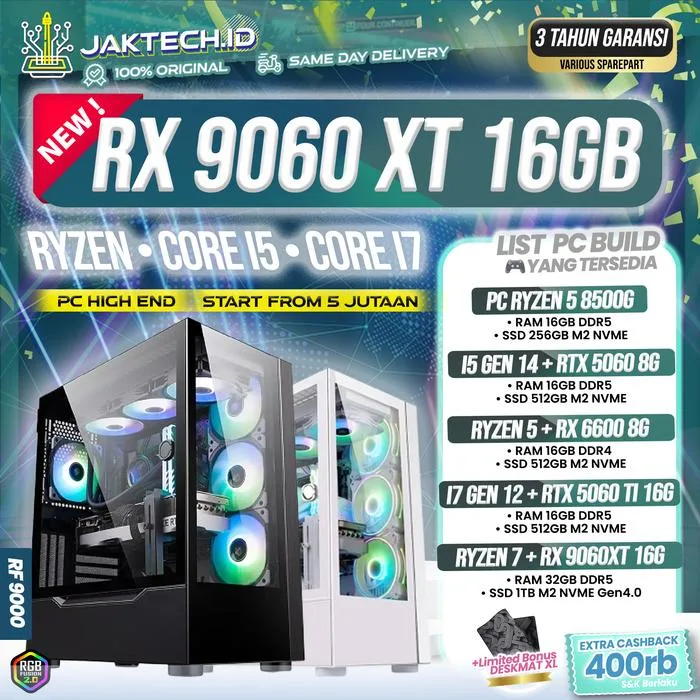 JAKTECH.ID
100% ORIGINAL
SAME DAY DELIVERY
3 TAHUN GARANSI
VARIOUS SPAREPART
NEW!
RX 9060 XT 16GB
RYZEN • CORE I5 • CORE I7
PC HIGH END START FROM 5 JUTAAN
LIST PC BUILD
YANG TERSEDIA
PC RYZEN 5 8500G
• RAM 16GB DDR5
• SSD 256GB M2 NVME
I5 GEN 14 + RTX 5060 8G
• RAM 16GB DDR5
• SSD 512GB M2 NVME
RYZEN 5 + RX 6600 8G
• RAM 16GB DDR4
• SSD 512GB M2 NVME
I7 GEN 12 + RTX 5060 TI 16G
• RAM 16GB DDR5
• SSD 512GB M2 NVME
RYZEN 7 + RX 9060XT 16G
• RAM 32GB DDR5
• SSD 1TB M2 NVME Gen4.0
RF 9000
RGB
FUSION
2.0
+Limited Bonus
DESKMAT XL
EXTRA CASHBACK
400rb
S&K Berlaku